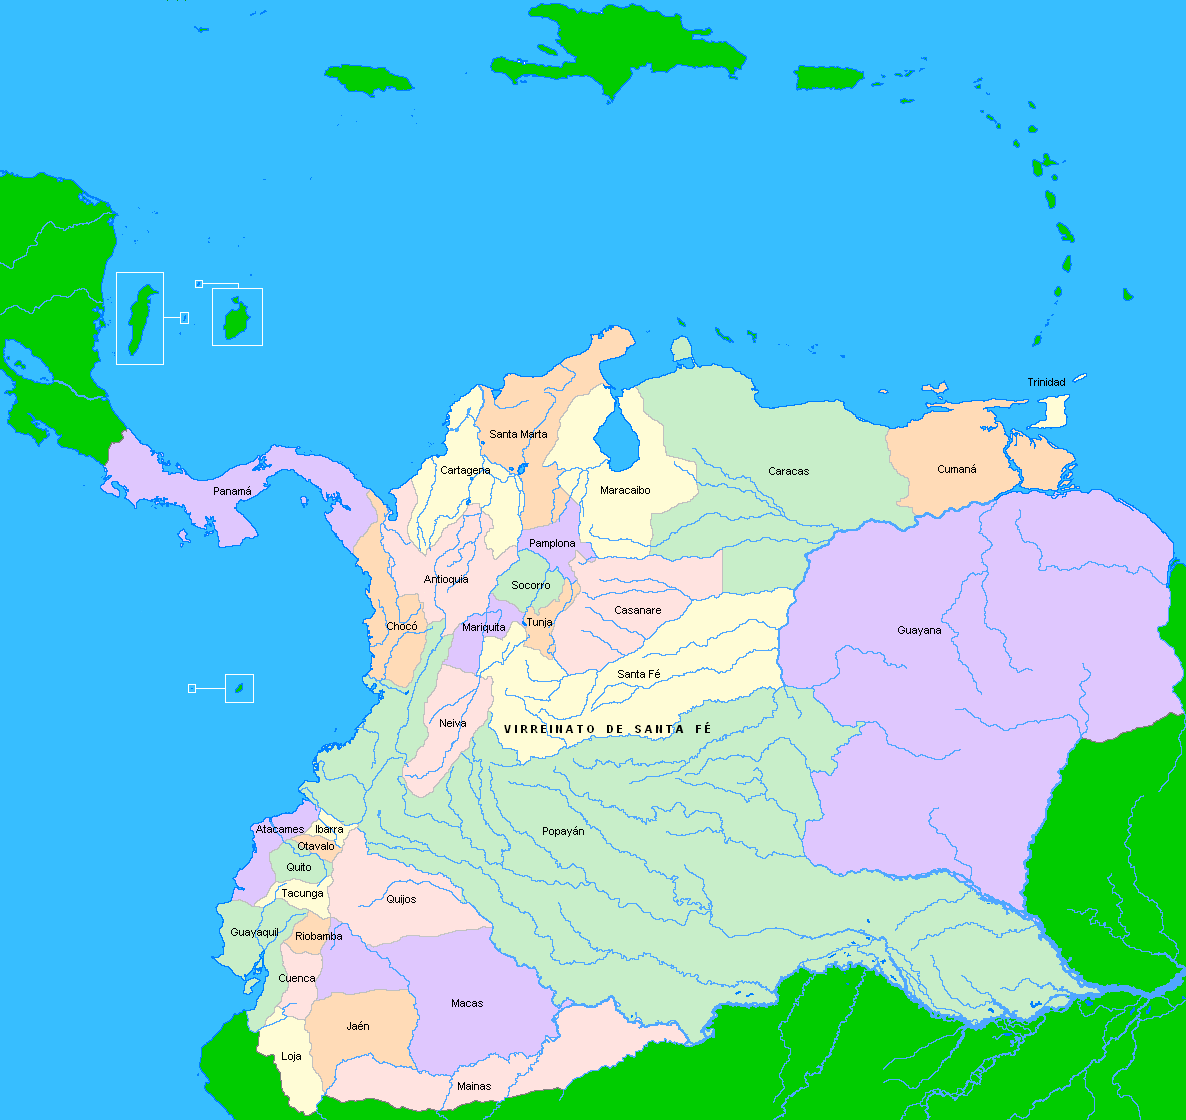 Trinidad
Santa Marta
Cartagena
Caracas
Cumaná
Panamá
Maracaibo
Pamplona
Antioquia
Socorro
Casanare
Chocó
Mariquita
Tunja
Guayana
Santa Fé
Neiva
VIRREINATO DE SANTA FÉ
Atacames
Ibarra
Popayán
Otavalo
Quito
Tacunga
Quijos
Guayaquil
Riobamba
Cuenca
Macas
Jaén
Loja
Mainas